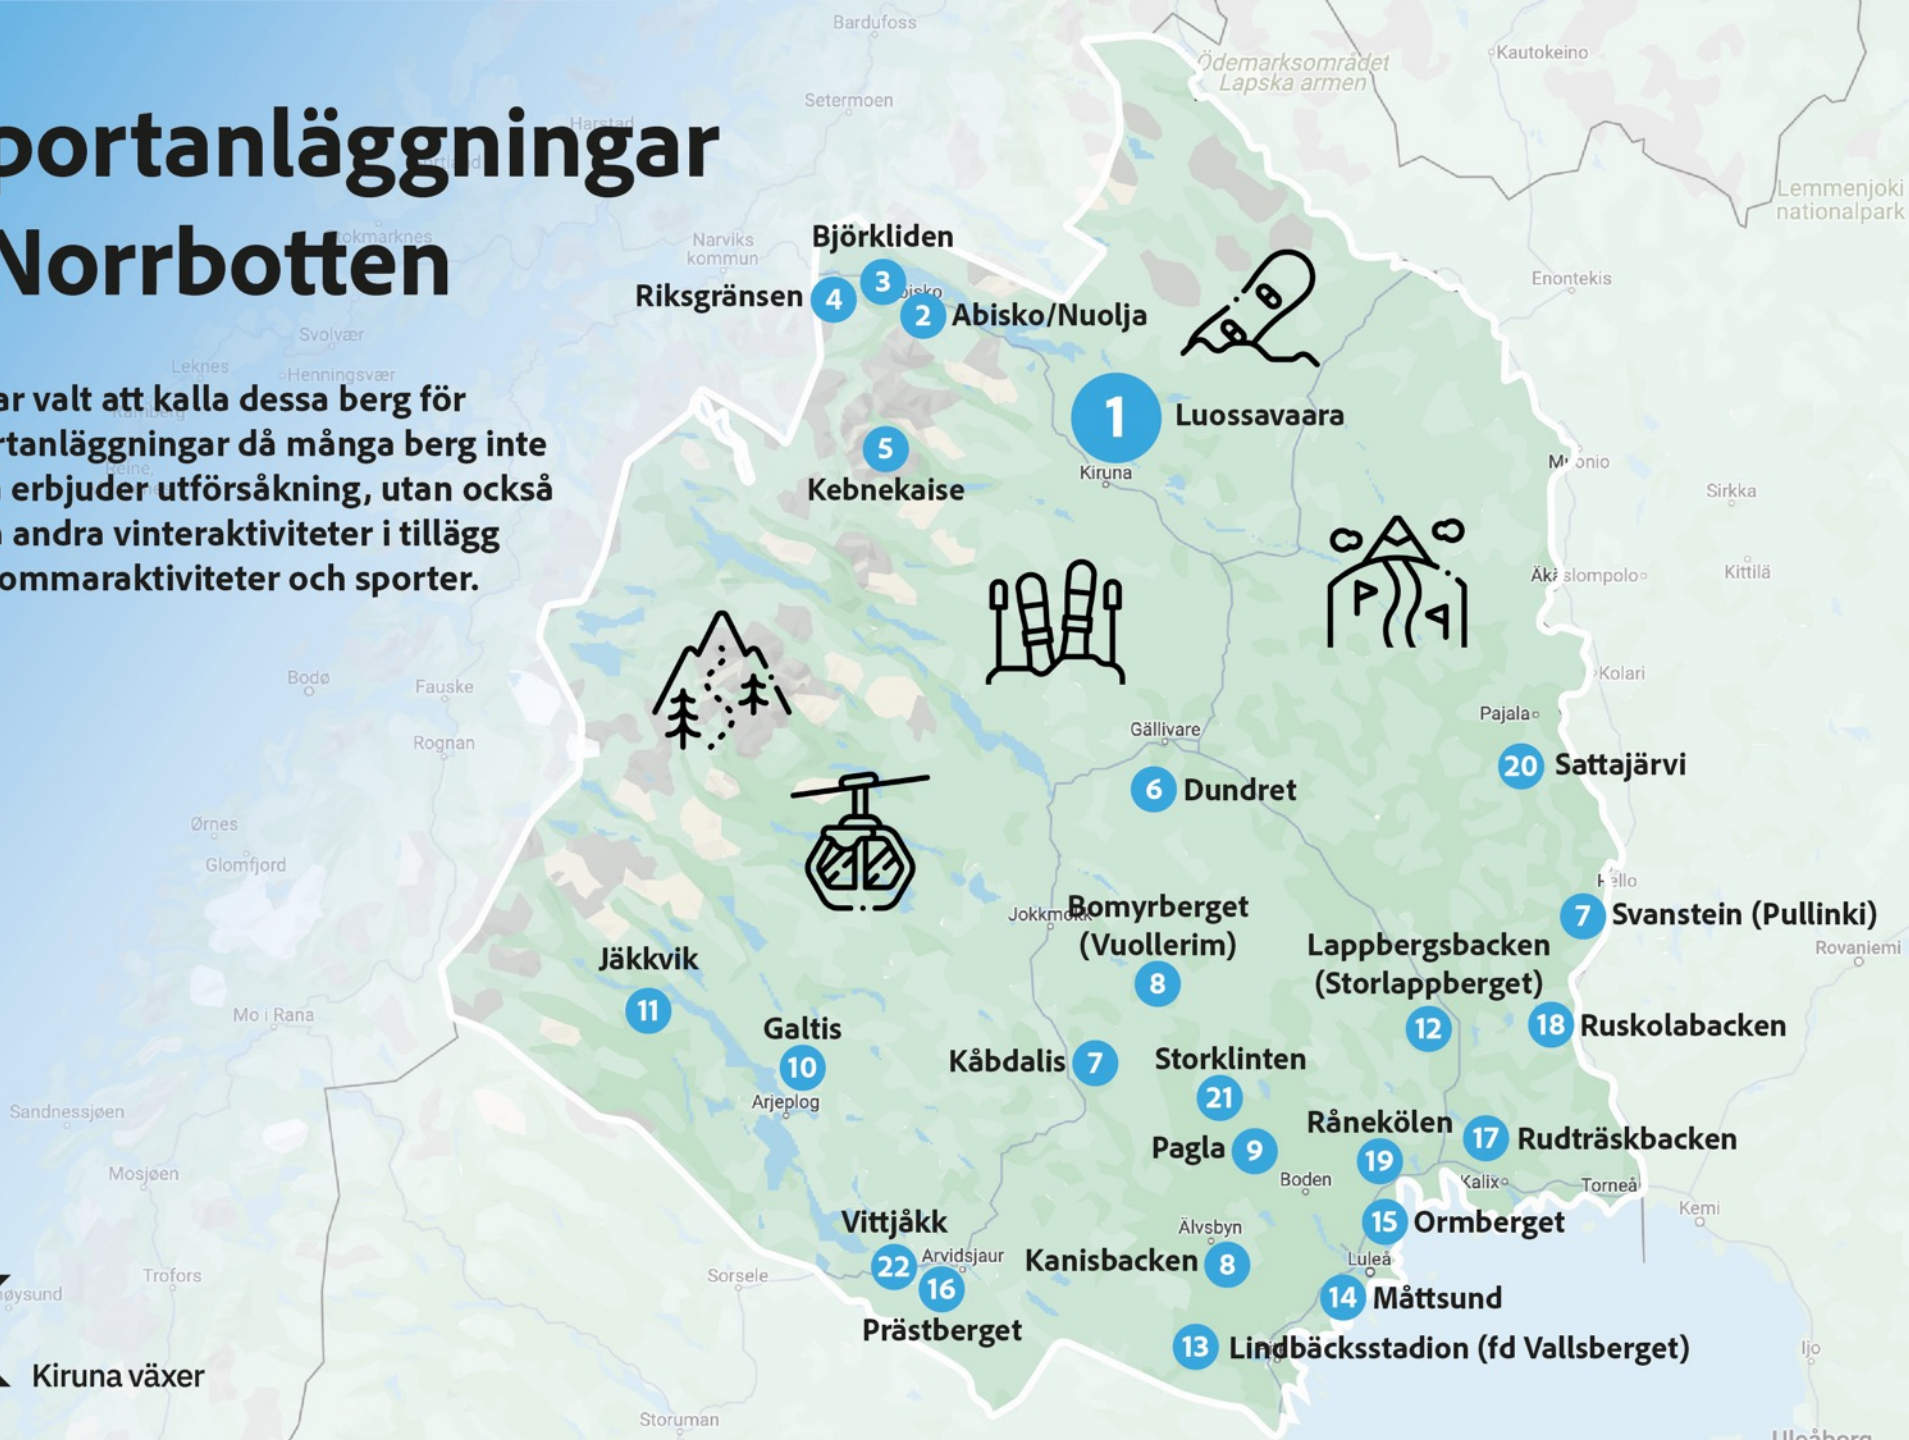 Bardufoss
Kautokeino
Ödemarksområdet
Lapska armen
Setermoen
Harstad
portanläggningar
Lemmenjoki
nationalpark
Norrbotten
Stokmarknes
Björkliden
Narviks
kommun
Enontekis
Riksgränsen 4
3
2 Abisko/Nuolja
Svolvær
Leknes
Henningsvær
ar valt att kalla dessa berg för
1 Luossavaara
rtanläggningar då många berg inte
5
Kebnekaise
Kiruna
Reine,
erbjuder utförsåkning, utan också
Sirkka
andra vinteraktiviteter i tillägg
ommaraktiviteter och sporter.
Äkäslompolo
Kittilä
Bodø
Fauske
Kolari
Rognan
Pajala
Gällivare
20 Sattajärvi
6 Dundret
Ørnes
Glomfjord
Bomyrberget
(Vuollerim)
8
7 Svanstein (Pullinki)
Jäkkvik
11
Lappbergsbacken
(Storlappberget)
12
Rovaniemi
Mo i Rana
Galtis
10
Arjeplog
18 Ruskolabacken
Kåbdalis 7
Storklinten
21
Sandnessjøen
Rånekölen
19
17 Rudträskbacken
Pagla 9
Boden
Kalix
Torneå
Mosjøen
Kemi
Vittjåkk
22
Arvidsjaur
16
Prästberget
Älvsbyn
Kanisbacken 8
15 Ormberget
Luleå
Trofors
Sorsele
14 Måttsund
13 Lindbäcksstadion (fd Vallsberget)
Ijo
Kiruna växer
Storuman